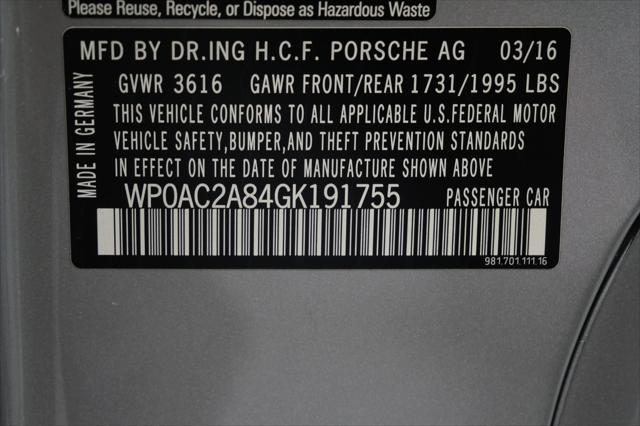 Please Reuse, Recycle, or Dispose as Hazardous Waste
MFD BY DR.ING H.C.F. PORSCHE AG 03/16
GVWR 3616 GAWR FRONT/REAR 1731/1995 LBS
THIS VEHICLE CONFORMS TO ALL APPLICABLE U.S.FEDERAL MOTOR
VEHICLE SAFETY,BUMPER,AND THEFT PREVENTION STANDARDS
IN EFFECT ON THE DATE OF MANUFACTURE SHOWN ABOVE
MADE IN GERMANY
WP0AC2A84GK191755 PASSENGER CAR
981.701.111.16